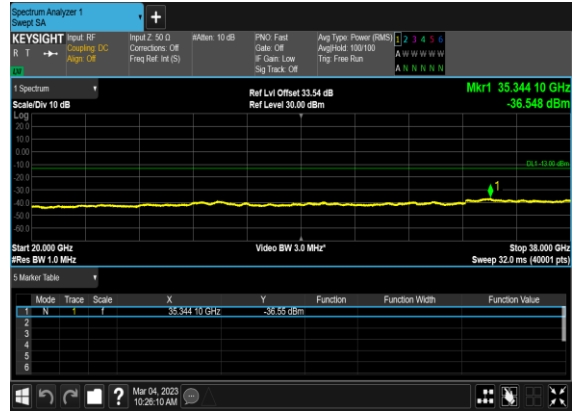 Spectrum Analyzer 1
Swept SA
+
KEYSIGHT Input: RF Input Z: 50 Ω #Atten: 10 dB PNO: Fast Avg Type: Power (RMS) 1 2 3 4 5 6
R T Coupling: DC Corrections: Off Gate: Off Avg|Hold: 100/100 A W W W W W
Align: Off Freq Ref: Int (S) IF Gain: Low Trig: Free Run
LW Sig Track: Off A N N N N N
1 Spectrum Ref Lvl Offset 33.54 dB Mkr1 35.344 10 GHz
Scale/Div 10 dB Ref Level 30.00 dBm -36.548 dBm
Log
20.0
10.0
0.00
-10.0 DL1 -13.00 dBm
-20.0
-30.0 1
-40.0
-50.0
-60.0
Start 20.000 GHz Video BW 3.0 MHz* Stop 38.000 GHz
#Res BW 1.0 MHz Sweep 32.0 ms (40001 pts)
5 Marker Table
Mode Trace Scale X Y Function Function Width Function Value
1 N 1 f 35.344 10 GHz -36.55 dBm
2
3
4
5
6
? Mar 04, 2023
10:26:10 AM